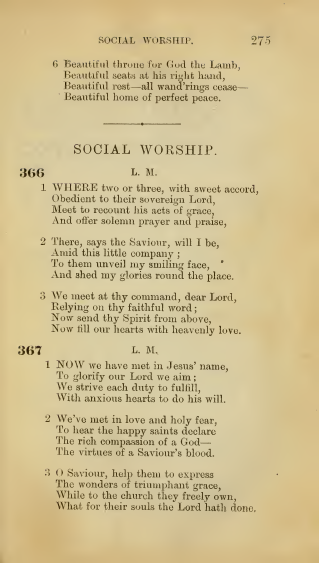 SOCIAL WORSHIP. 275
6 Beautiful throne for God the Lamb,
Beautiful seats at his right hand,
Beautiful rest—all wand'rings cease—
Beautiful home of perfect peace.
SOCIAL WORSHIP.
366 L. M.
1 WHERE two or three, with sweet accord,
Obedient to their sovereign Lord,
Meet to recount his acts of grace,
And offer solemn prayer and praise,
2 There, says the Saviour, will I be,
Amid this little company ;
To them unveil my smiling face,
And shed my glories round the place.
3 We meet at thy command, dear Lord,
Relying on thy faithful word ;
Now send thy Spirit from above,
Now fill our hearts with heavenly love.
367 L. M.
1 NOW we have met in Jesus' name,
To glorify our Lord we aim ;
We strive each duty to fulfill,
With anxious hearts to do his will.
2 We've met in love and holy fear,
To hear the happy saints declare
The rich compassion of a God—
The virtues of a Saviour's blood.
3 O Saviour, help them to express
The wonders of triumphant grace,
While to the church they freely own,
What for their souls the Lord hath done.